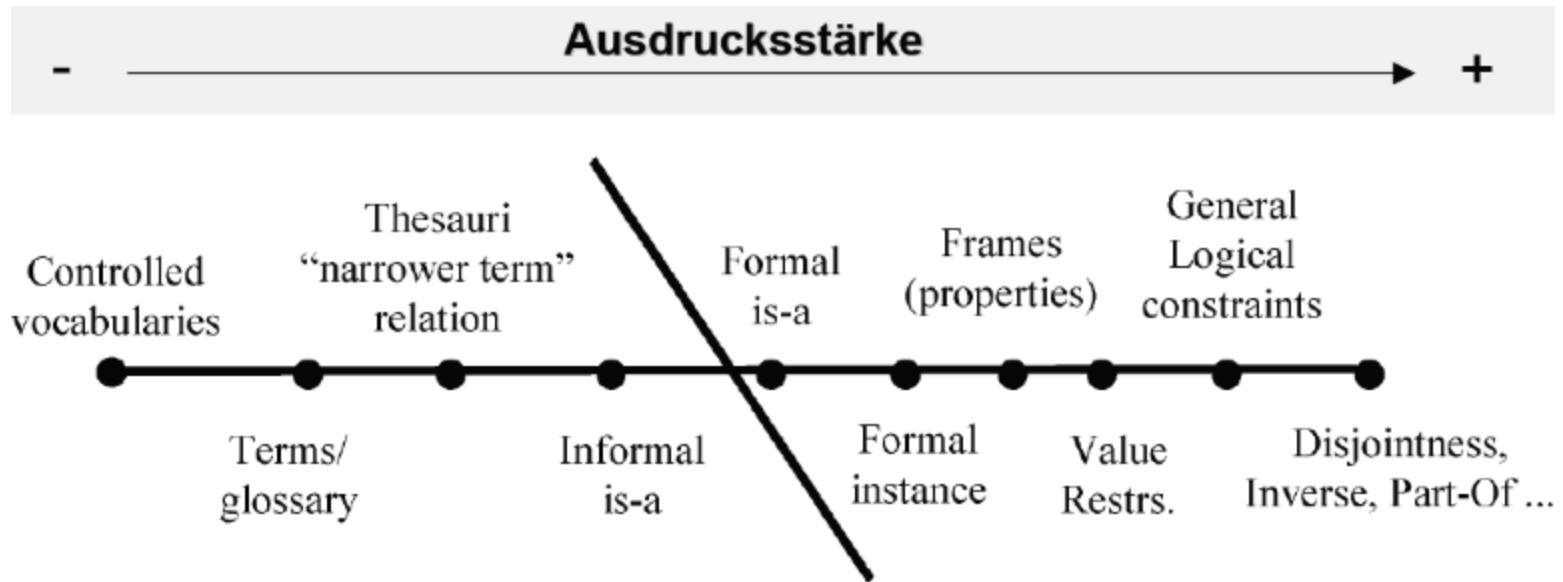 Ausdrucksstärke
- +
Controlled
vocabularies
Terms/
glossary
Thesauri
“narrower term”
relation
Informal
is-a
Formal
is-a
Formal
instance
Frames
(properties)
Value
Restrs.
General
Logical
constraints
Disjointness,
Inverse, Part-Of ...